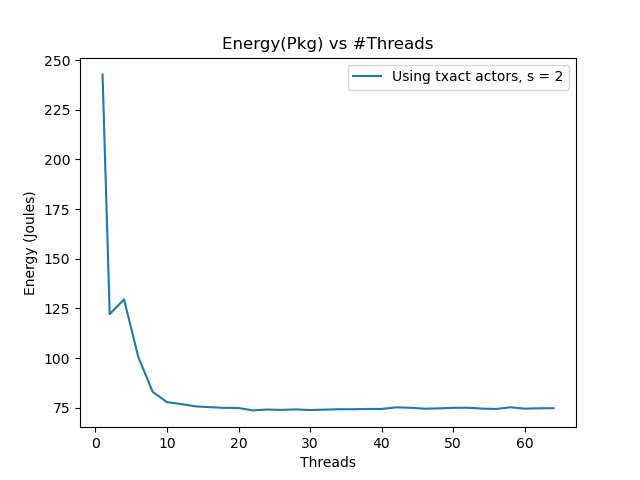 Energy(Pkg) vs #Threads
Using txact actors, s = 2
250
225
200
175
150
125
100
75
Energy (Joules)
0 10 20 30 40 50 60
Threads